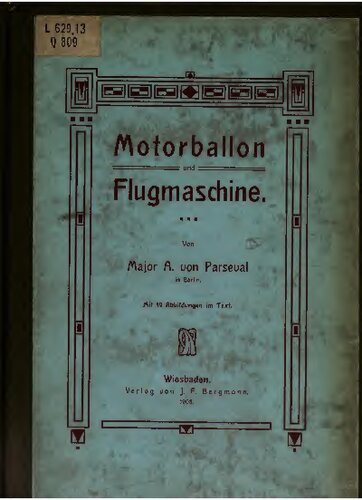 L 629,13
Q 809
Motorballon
und
Flugmaschine.
Von
Major A. von Parseval
in Berlin.
Mit 19 Abbildungen im Text.
Wiesbaden.
Verlag von J. F. Bergmann.
1908.